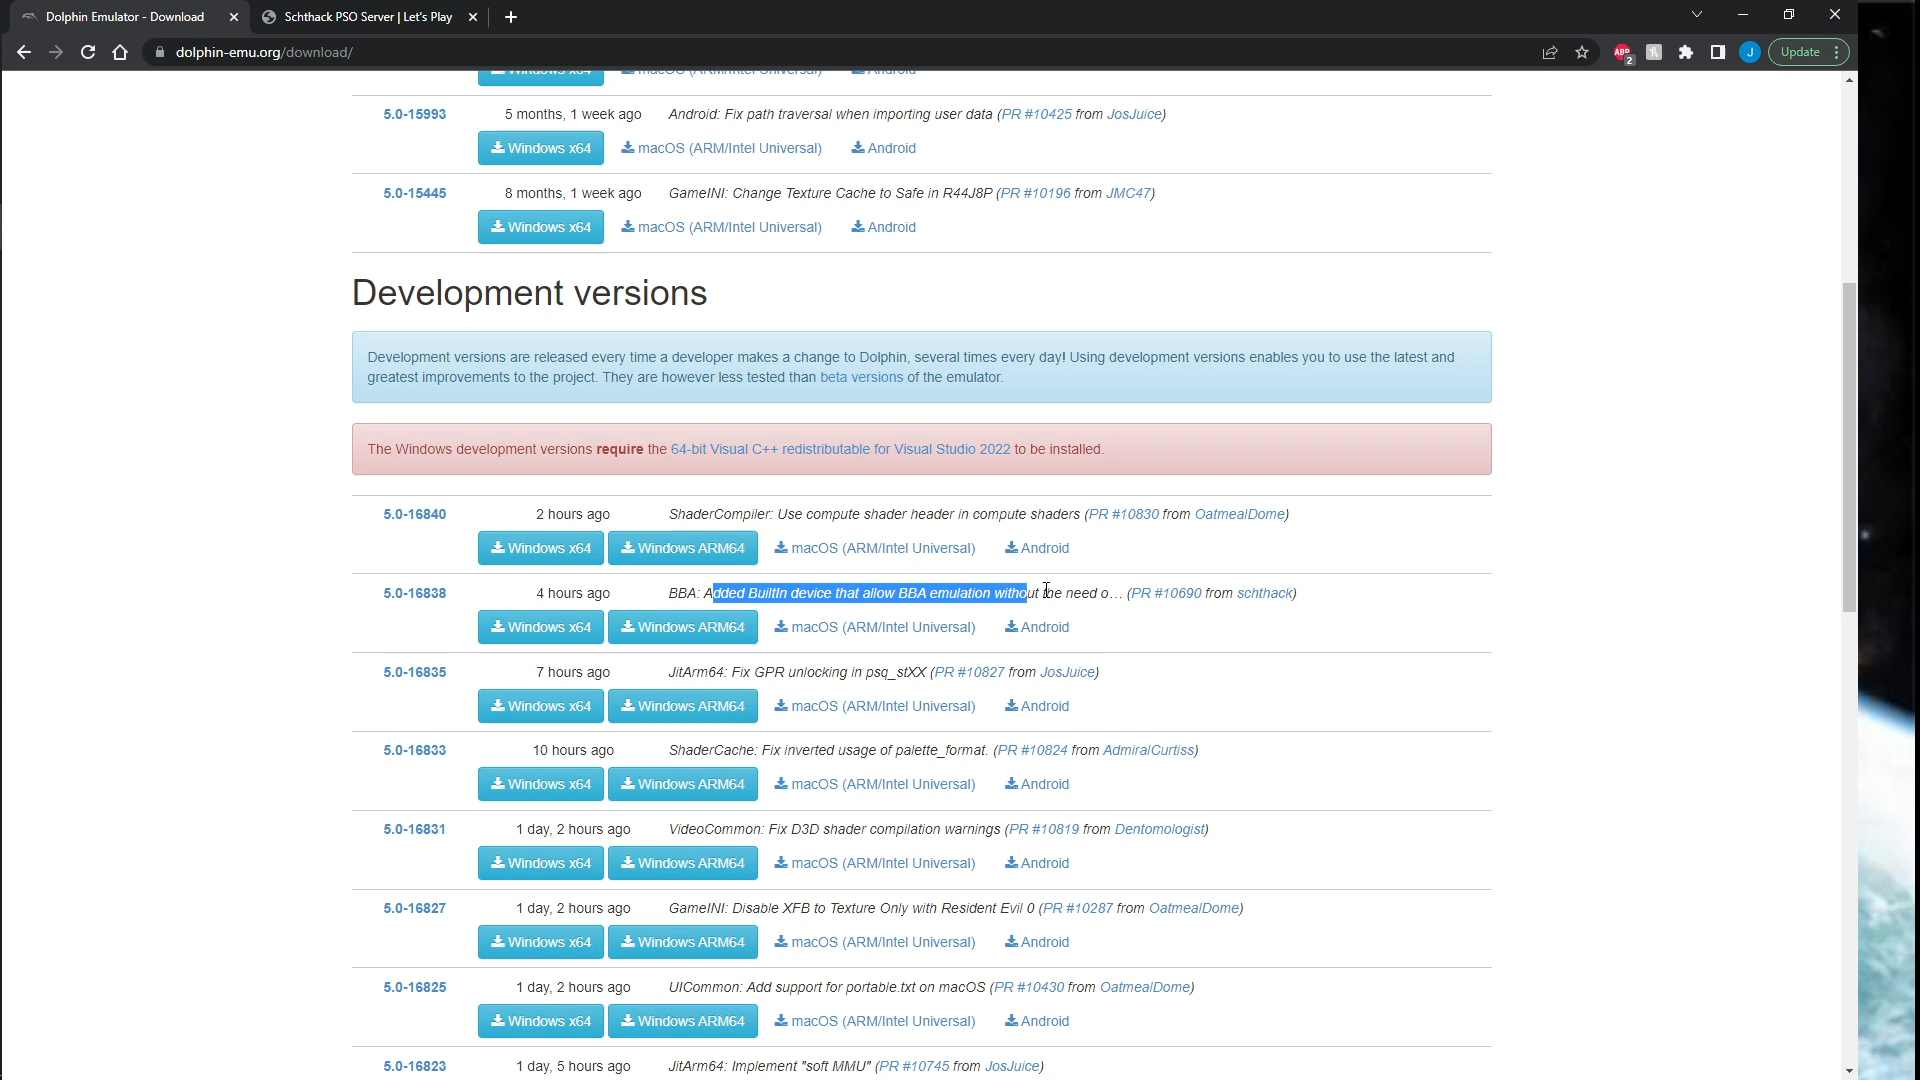 Dolphin Emulator - Download
Schthack PSO Server | Let's Play
dolphin-emu.org/download/
ABP
2
J
Update
Windows x64 macOS (ARM/Intel Universal) Android
5.0-15993 5 months, 1 week ago Android: Fix path traversal when importing user data (PR #10425 from JosJuice)
Windows x64 macOS (ARM/Intel Universal) Android
5.0-15445 8 months, 1 week ago GameINI: Change Texture Cache to Safe in R44J8P (PR #10196 from JMC47)
Windows x64 macOS (ARM/Intel Universal) Android
Development versions
Development versions are released every time a developer makes a change to Dolphin, several times every day! Using development versions enables you to use the latest and
greatest improvements to the project. They are however less tested than beta versions of the emulator.
The Windows development versions require the 64-bit Visual C++ redistributable for Visual Studio 2022 to be installed.
5.0-16840 2 hours ago ShaderCompiler: Use compute shader header in compute shaders (PR #10830 from OatmealDome)
Windows x64 Windows ARM64 macOS (ARM/Intel Universal) Android
5.0-16838 4 hours ago BBA: Added BuiltIn device that allow BBA emulation without the need o… (PR #10690 from schthack)
Windows x64 Windows ARM64 macOS (ARM/Intel Universal) Android
5.0-16835 7 hours ago JitArm64: Fix GPR unlocking in psq_stXX (PR #10827 from JosJuice)
Windows x64 Windows ARM64 macOS (ARM/Intel Universal) Android
5.0-16833 10 hours ago ShaderCache: Fix inverted usage of palette_format. (PR #10824 from AdmiralCurtiss)
Windows x64 Windows ARM64 macOS (ARM/Intel Universal) Android
5.0-16831 1 day, 2 hours ago VideoCommon: Fix D3D shader compilation warnings (PR #10819 from Dentomologist)
Windows x64 Windows ARM64 macOS (ARM/Intel Universal) Android
5.0-16827 1 day, 2 hours ago GameINI: Disable XFB to Texture Only with Resident Evil 0 (PR #10287 from OatmealDome)
Windows x64 Windows ARM64 macOS (ARM/Intel Universal) Android
5.0-16825 1 day, 2 hours ago UICommon: Add support for portable.txt on macOS (PR #10430 from OatmealDome)
Windows x64 Windows ARM64 macOS (ARM/Intel Universal) Android
5.0-16823 1 day, 5 hours ago JitArm64: Implement "soft MMU" (PR #10745 from JosJuice)